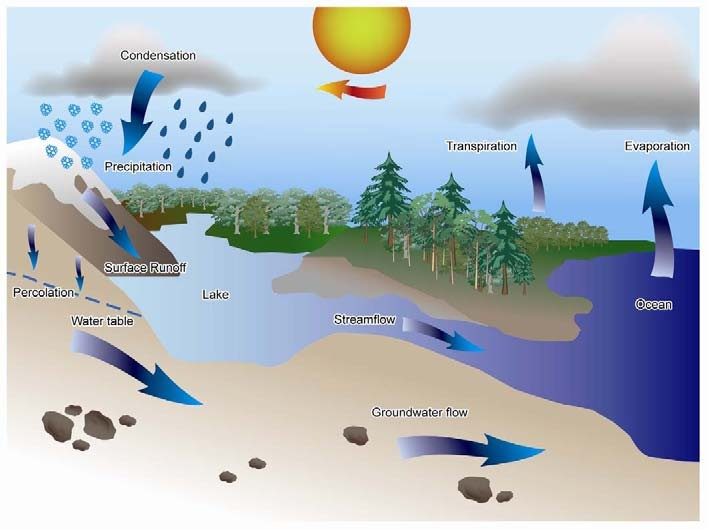 Condensation
Precipitation
Transpiration
Evaporation
Surface Runoff
Percolation
Lake
Ocean
Water table
Streamflow
Groundwater flow